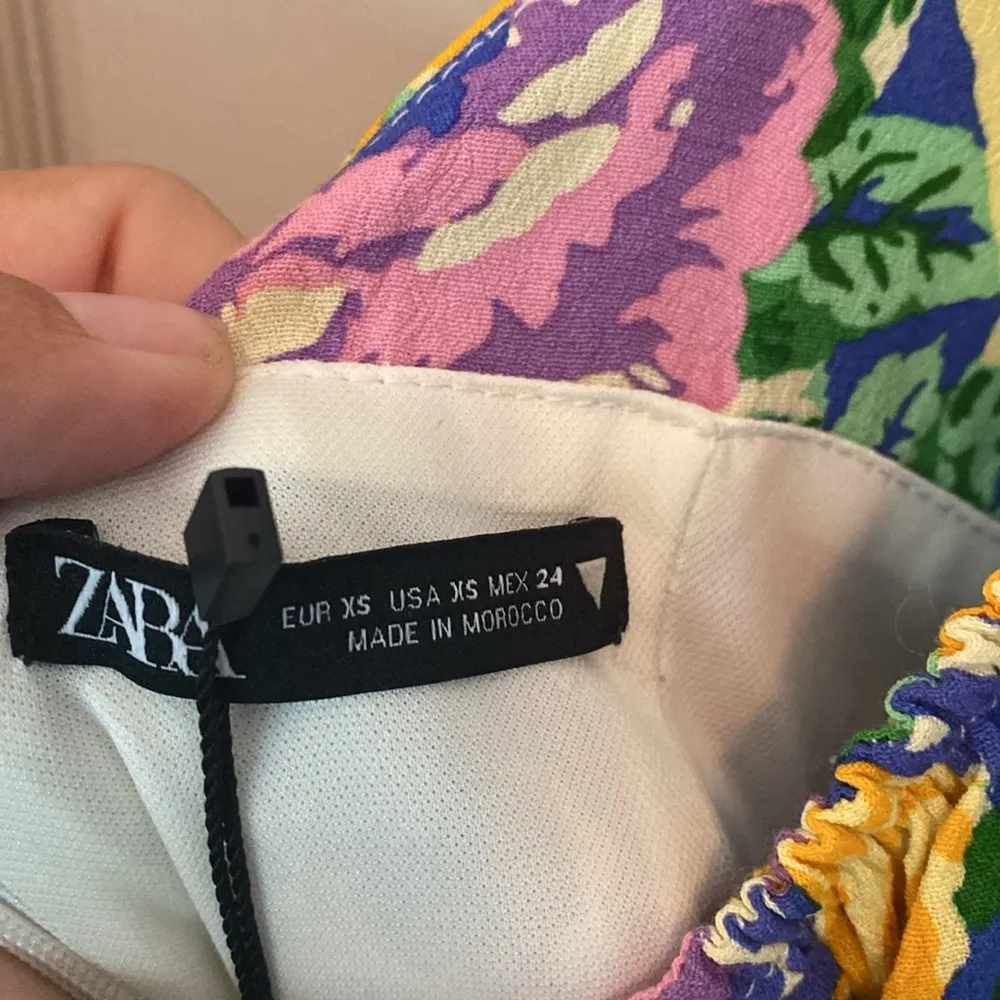 ZARA
EUR XS USA XS MEX 24
MADE IN MOROCCO